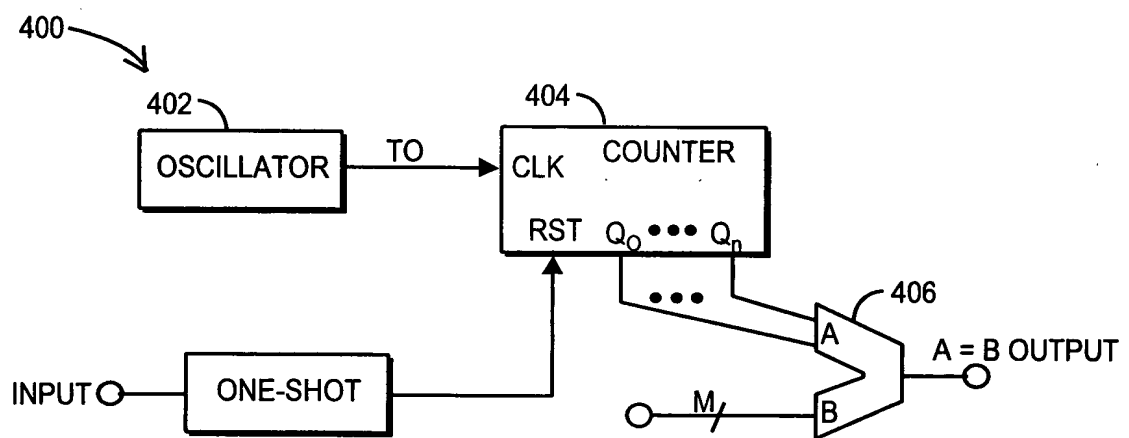 400
402
404
OSCILLATOR
TO
CLK
COUNTER
RST
Q0
Qn
406
A
A = B OUTPUT
INPUT
ONE-SHOT
M
B